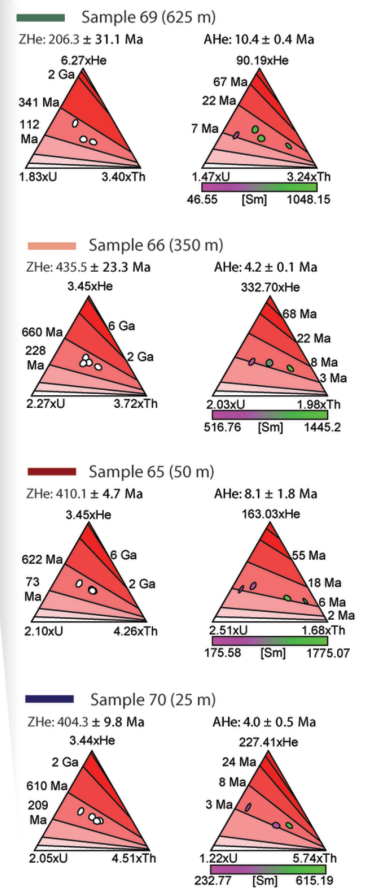 Sample 69 (625 m)
ZHe: 206.3 ± 31.1 Ma
AHe: 10.4 ± 0.4 Ma
6.27xHe
2 Ga
341 Ma
112
Ma
1.83xU
3.40xTh
90.19xHe
67 Ma
22 Ma
7 Ma
1.47xU
3.24xTh
46.55
[Sm]
1048.15
Sample 66 (350 m)
ZHe: 435.5 ± 23.3 Ma
AHe: 4.2 ± 0.1 Ma
3.45xHe
6 Ga
660 Ma
228
Ma
2 Ga
2.27xU
3.72xTh
332.70xHe
68 Ma
22 Ma
8 Ma
3 Ma
2.03xU
1.98xTh
516.76
[Sm]
1445.2
Sample 65 (50 m)
ZHe: 410.1 ± 4.7 Ma
AHe: 8.1 ± 1.8 Ma
3.45xHe
6 Ga
622 Ma
73
Ma
2 Ga
2.10xU
4.26xTh
163.03xHe
55 Ma
18 Ma
6 Ma
2 Ma
2.51xU
1.68xTh
175.58
[Sm]
1775.07
Sample 70 (25 m)
ZHe: 404.3 ± 9.8 Ma
AHe: 4.0 ± 0.5 Ma
3.44xHe
2 Ga
610 Ma
209
Ma
2.05xU
4.51xTh
227.41xHe
24 Ma
8 Ma
3 Ma
1.22xU
5.74xTh
232.77
[Sm]
615.19